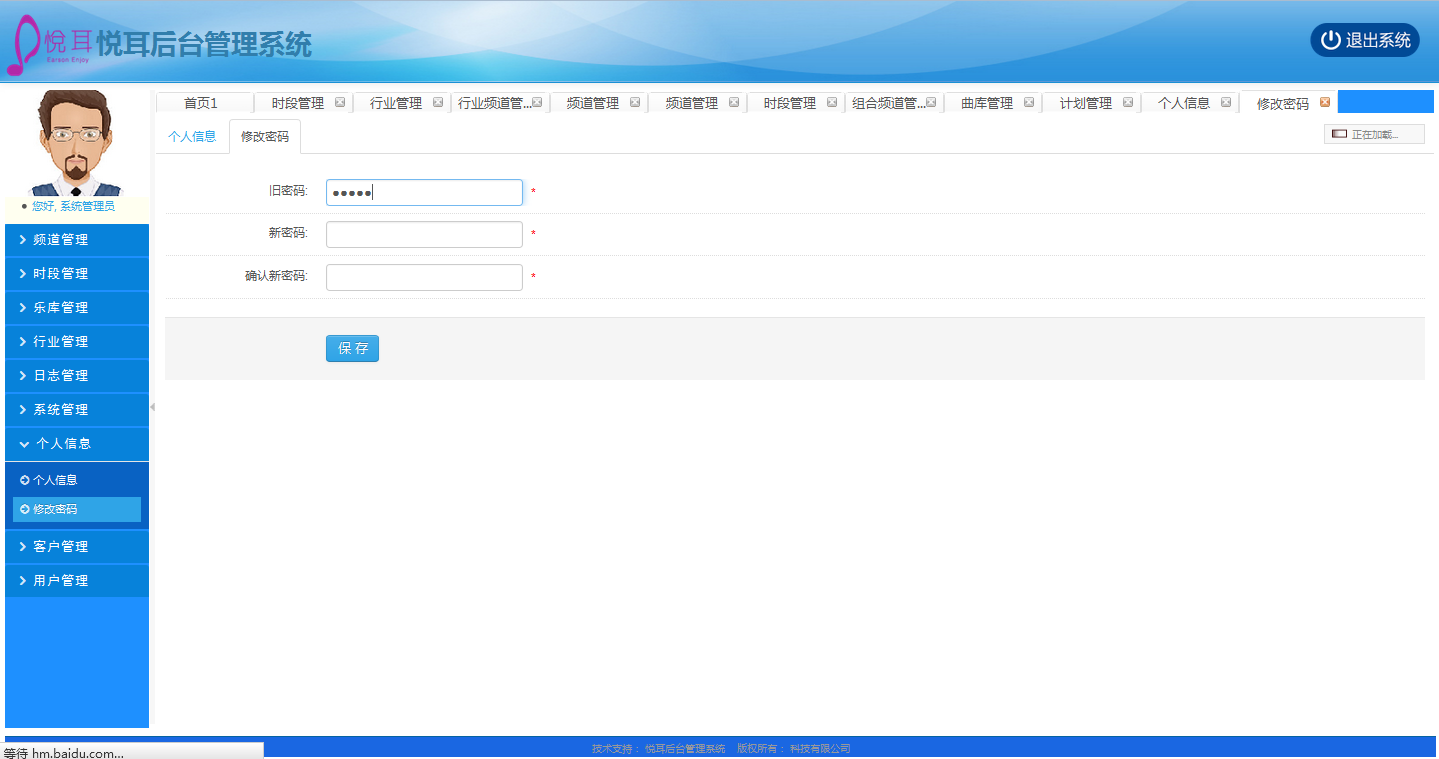 悦耳 悦耳后台管理系统
Earson Enjoy
退出系统
首页1 时段管理 行业管理 行业频道管... 频道管理 频道管理 时段管理 组合频道管... 曲库管理 计划管理 个人信息 修改密码
个人信息 修改密码
正在加载...
您好, 系统管理员
频道管理
时段管理
乐库管理
行业管理
日志管理
系统管理
个人信息
个人信息
修改密码
客户管理
用户管理
旧密码: ●●●●● *
新密码: *
确认新密码: *
保 存
技术支持： 悦耳后台管理系统 版权所有： 科技有限公司
等待 hm.baidu.com...